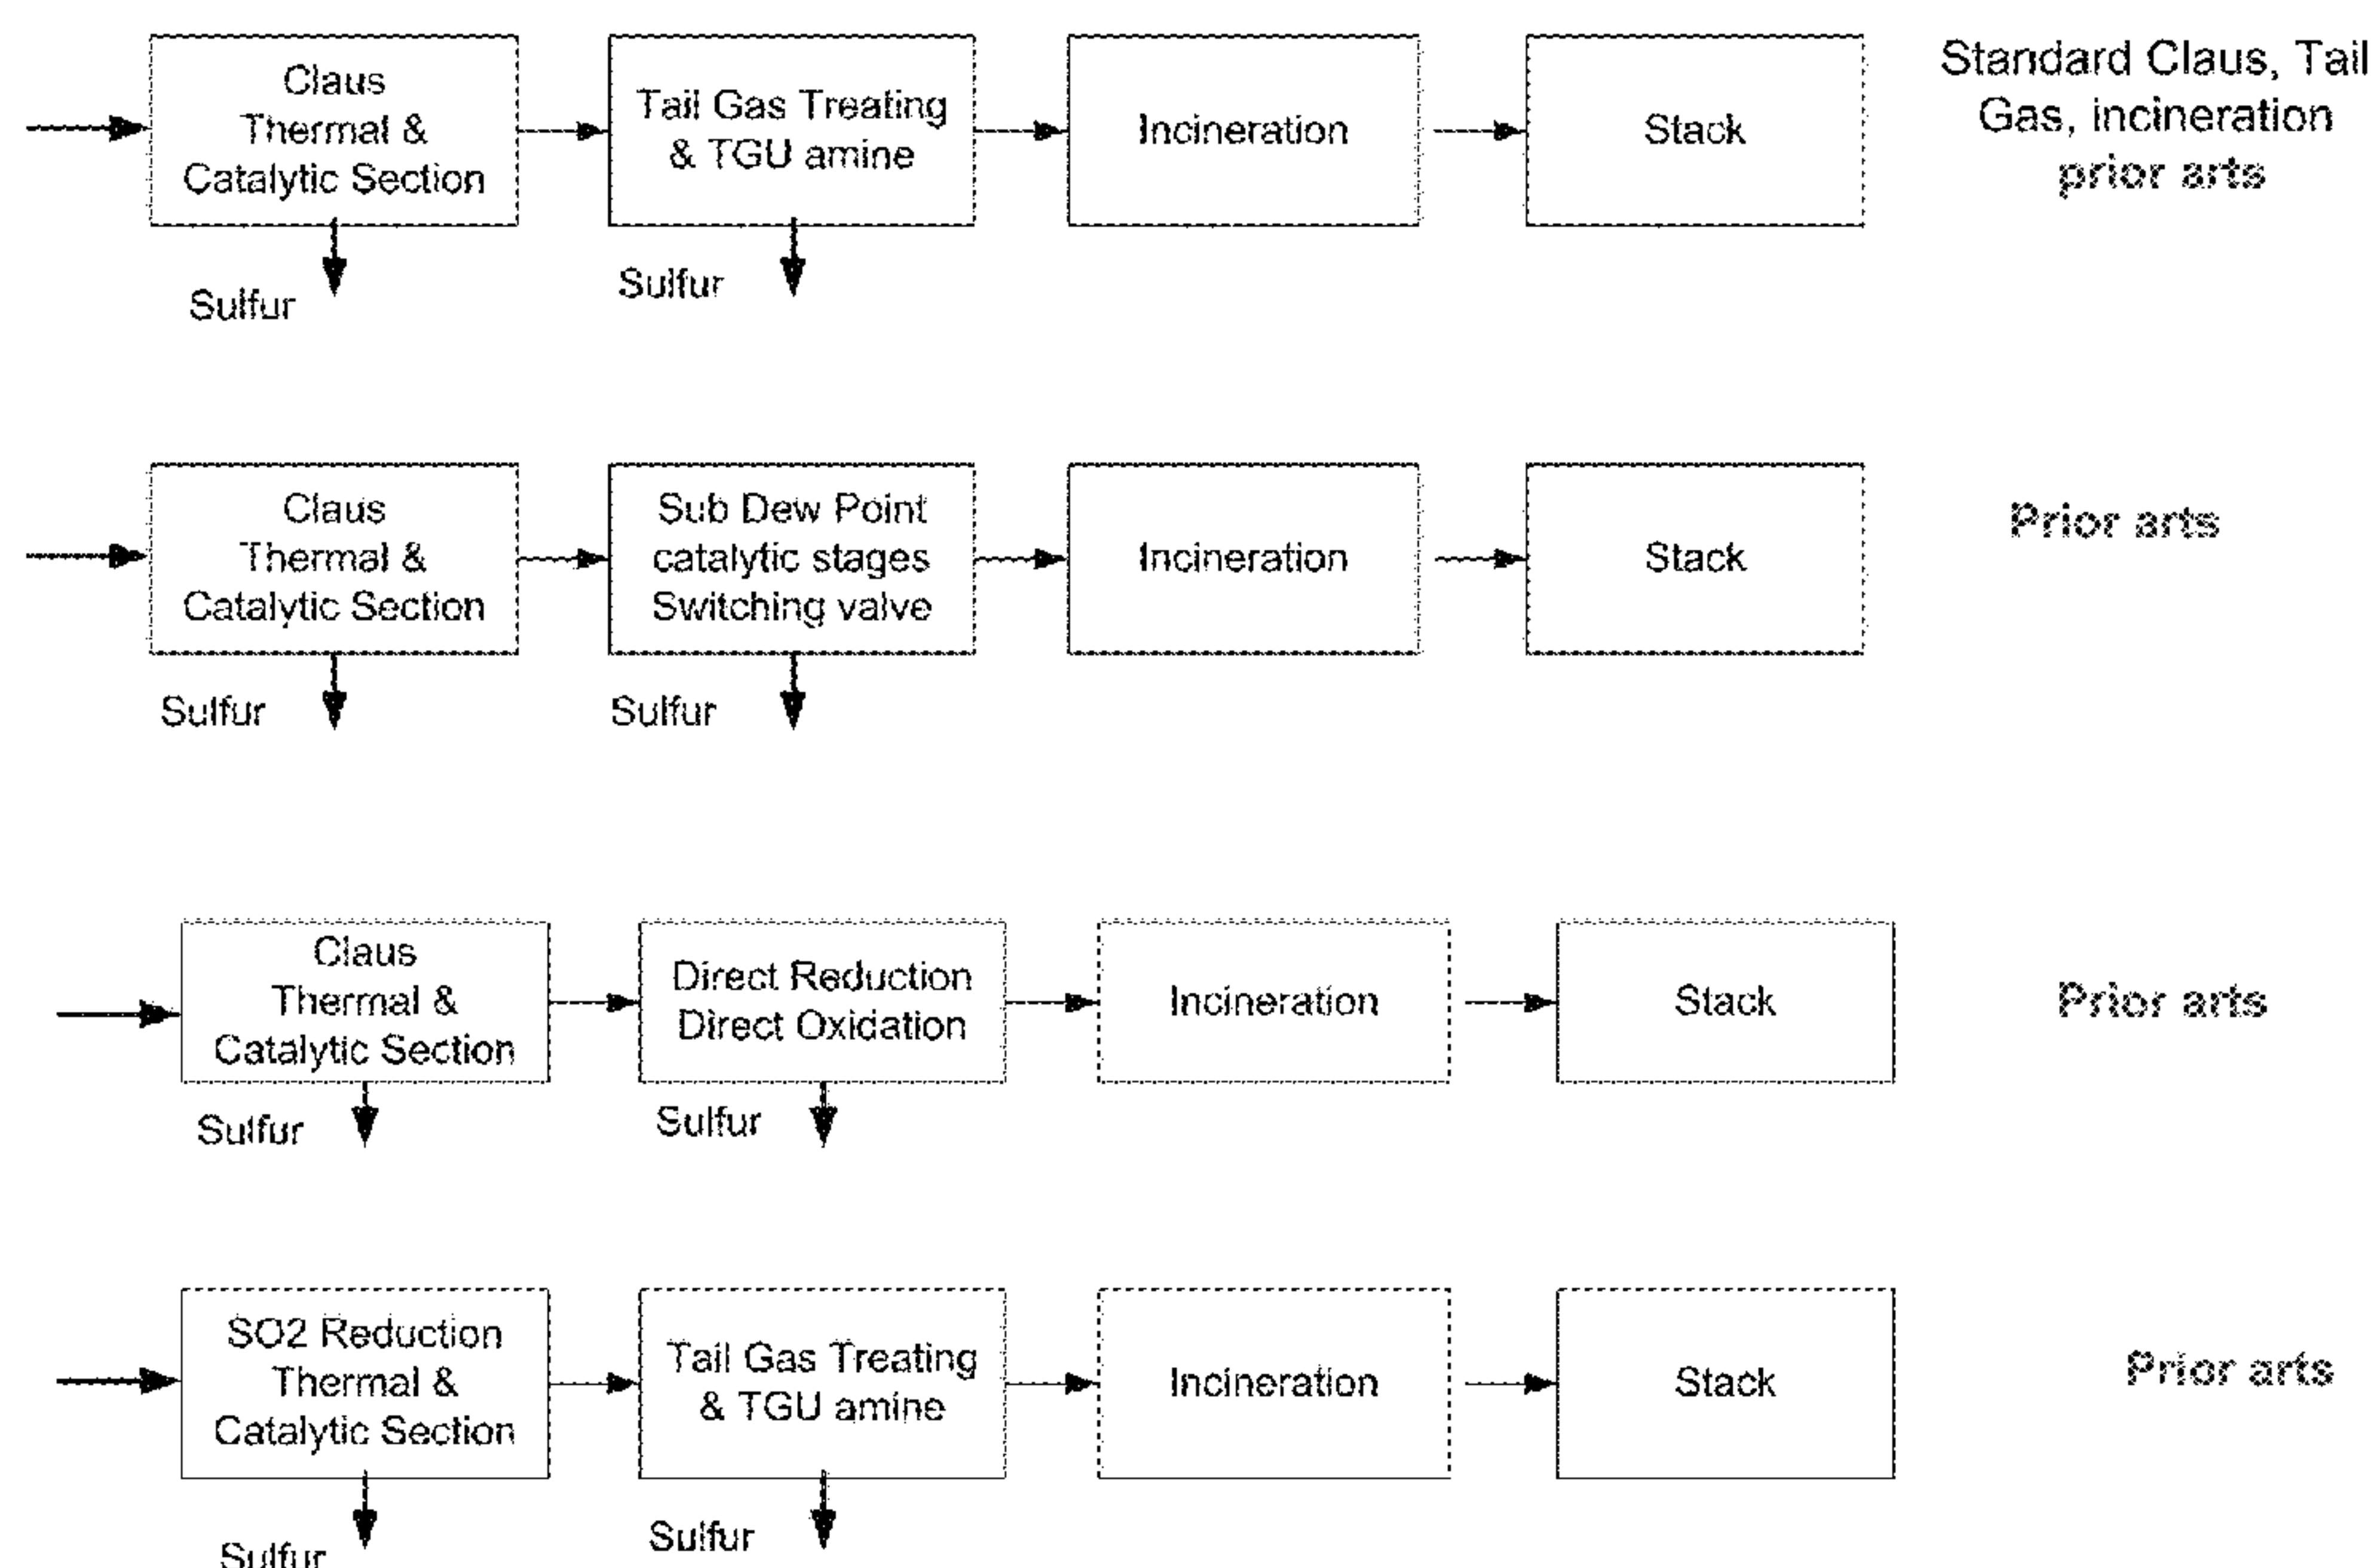 Claus
Thermal &
Catalytic Section
Tail Gas Treating
& TGU amine
Incineration
Stack
Standard Claus, Tail
Gas, incineration
prior arts
Sulfur
Sulfur
Claus
Thermal &
Catalytic Section
Sub Dew Point
catalytic stages
Switching valve
Incineration
Stack
Prior arts
Sulfur
Sulfur
Claus
Thermal &
Catalytic Section
Direct Reduction
Direct Oxidation
Incineration
Stack
Prior arts
Sulfur
Sulfur
SO2 Reduction
Thermal &
Catalytic Section
Tail Gas Treating
& TGU amine
Incineration
Stack
Prior arts
Sulfur
Sulfur